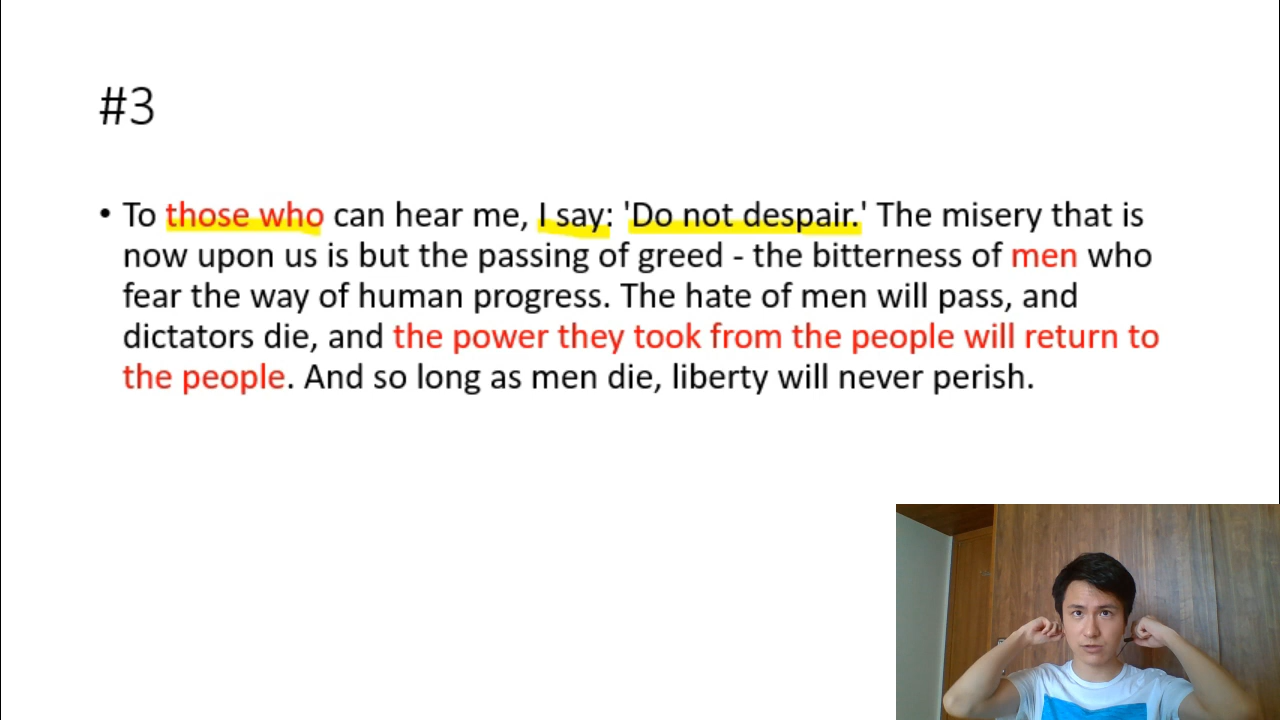 #3
• To those who can hear me, I say: 'Do not despair.' The misery that is
now upon us is but the passing of greed - the bitterness of men who
fear the way of human progress. The hate of men will pass, and
dictators die, and the power they took from the people will return to
the people. And so long as men die, liberty will never perish.